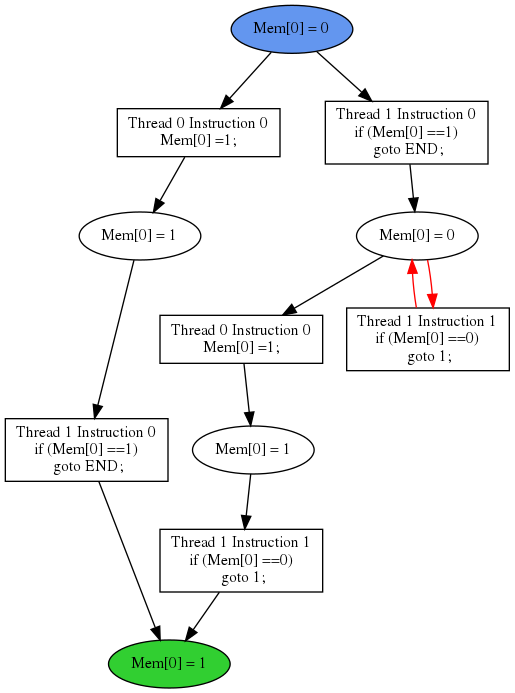 Mem[0] = 0
Thread 0 Instruction 0
Mem[0] =1;
Thread 1 Instruction 0
if (Mem[0] ==1)
goto END;
Mem[0] = 1
Mem[0] = 0
Thread 0 Instruction 0
Mem[0] =1;
Thread 1 Instruction 1
if (Mem[0] ==0)
goto 1;
Thread 1 Instruction 0
if (Mem[0] ==1)
goto END;
Mem[0] = 1
Thread 1 Instruction 1
if (Mem[0] ==0)
goto 1;
Mem[0] = 1